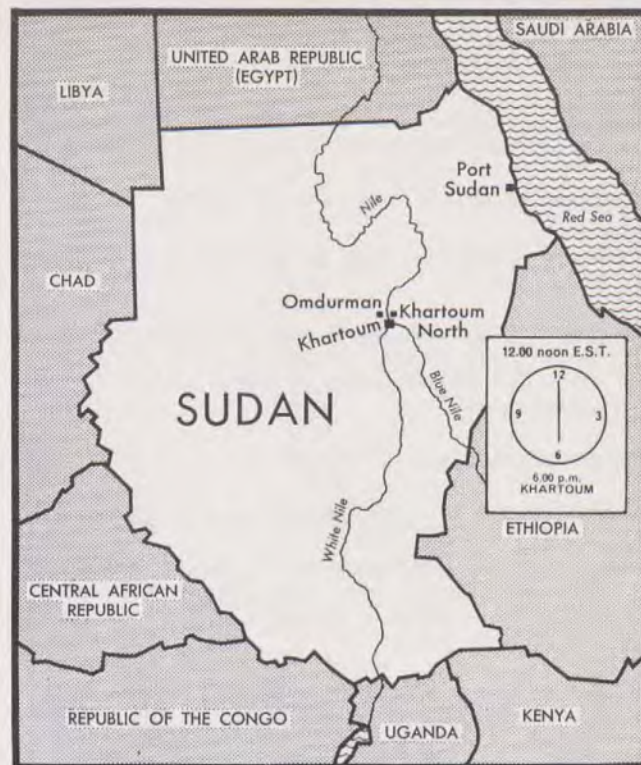 SAUDI ARABIA
UNITED ARAB REPUBLIC
(EGYPT)
LIBYA
Port
Sudan
Nile
Red Sea
CHAD
Omdurman
Khartoum
North
Khartoum
12.00 noon E.S.T.
12
9
3
6
6.00 p.m.
KHARTOUM
Blue Nile
SUDAN
White Nile
ETHIOPIA
CENTRAL AFRICAN
REPUBLIC
REPUBLIC OF THE CONGO
UGANDA
KENYA